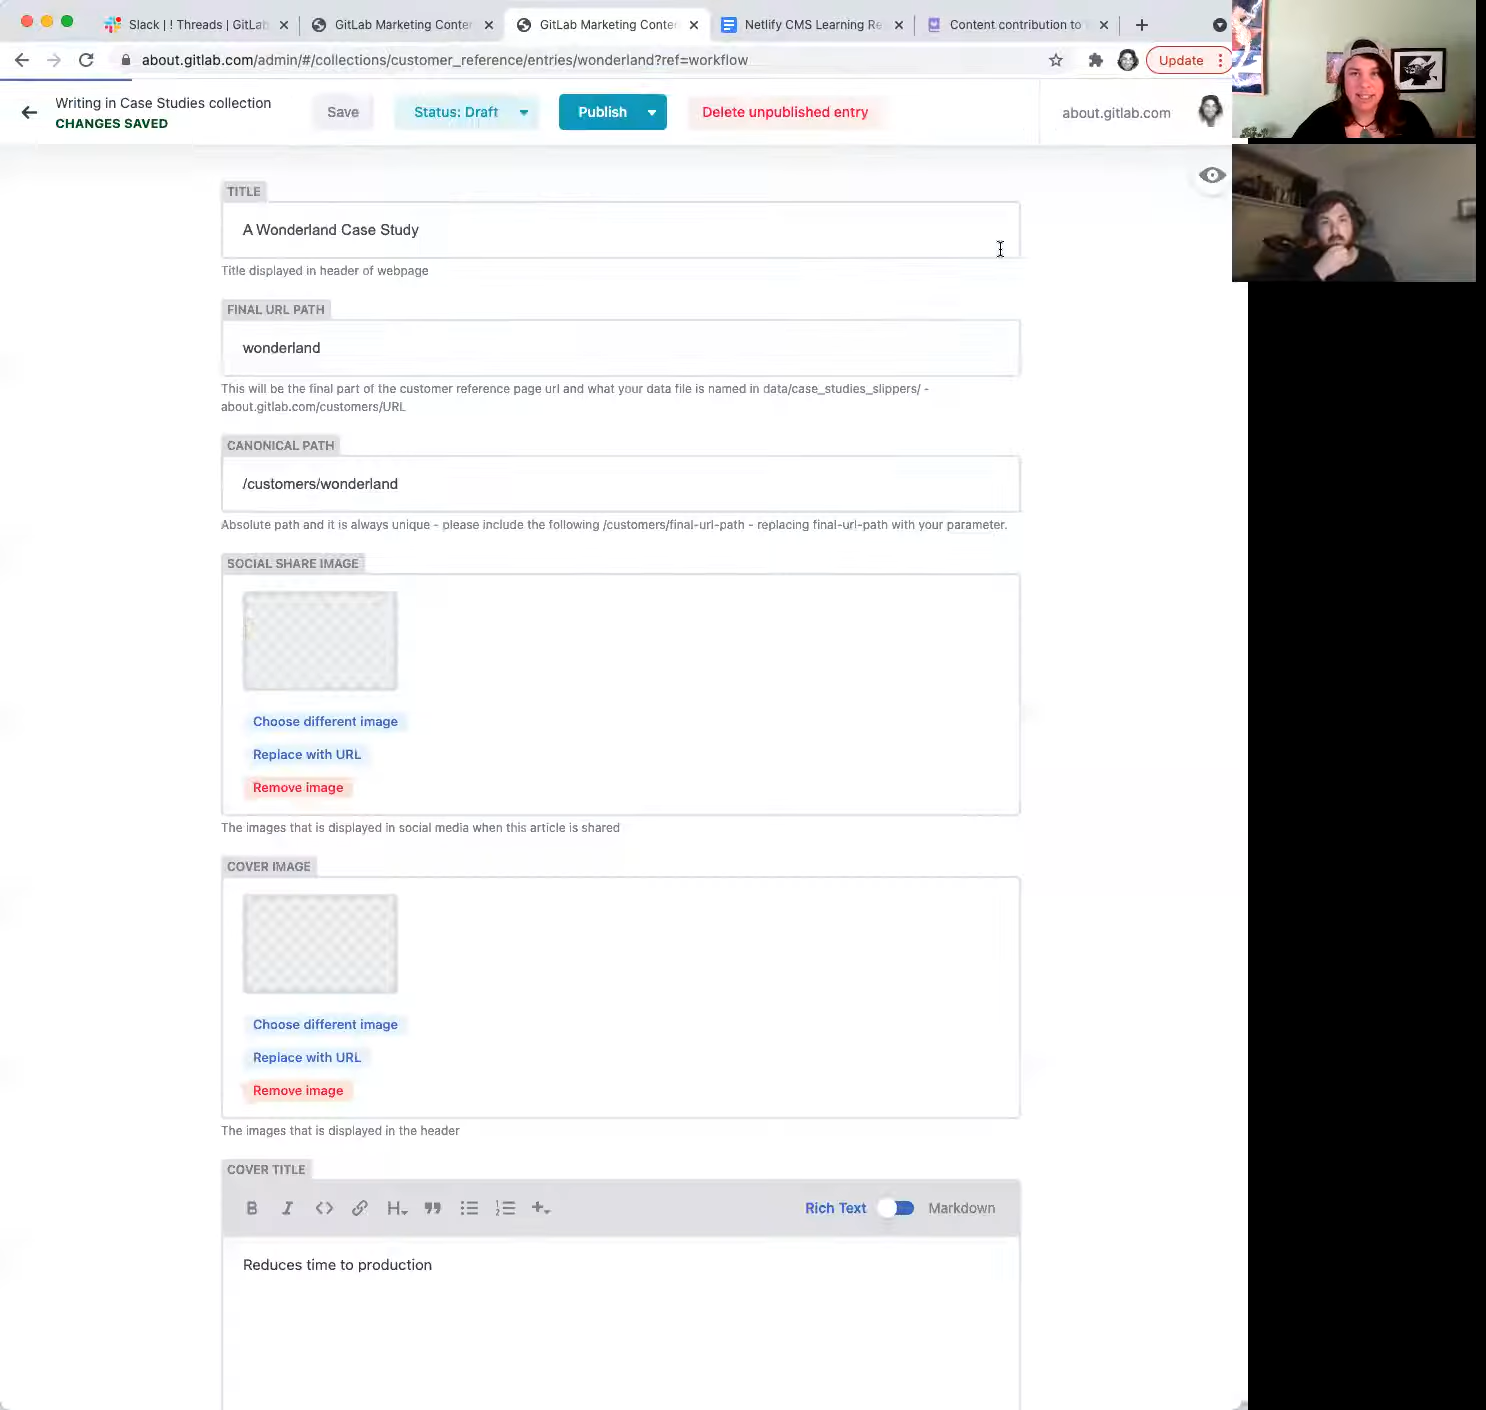 Slack | ! Threads | GitLab
GitLab Marketing Conten
GitLab Marketing Conte
Netlify CMS Learning Re
Content contribution to
about.gitlab.com/admin/#/collections/customer_reference/entries/wonderland?ref=workflow
Update
Writing in Case Studies collection
CHANGES SAVED
Save
Status: Draft
Publish
Delete unpublished entry
about.gitlab.com
TITLE
A Wonderland Case Study
Title displayed in header of webpage
FINAL URL PATH
wonderland
This will be the final part of the customer reference page url and what your data file is named in data/case_studies_slippers/ -
about.gitlab.com/customers/URL
CANONICAL PATH
/customers/wonderland
Absolute path and it is always unique - please include the following /customers/final-url-path - replacing final-url-path with your parameter.
SOCIAL SHARE IMAGE
Choose different image
Replace with URL
Remove image
The images that is displayed in social media when this article is shared
COVER IMAGE
Choose different image
Replace with URL
Remove image
The images that is displayed in the header
COVER TITLE
Rich Text
Markdown
Reduces time to production